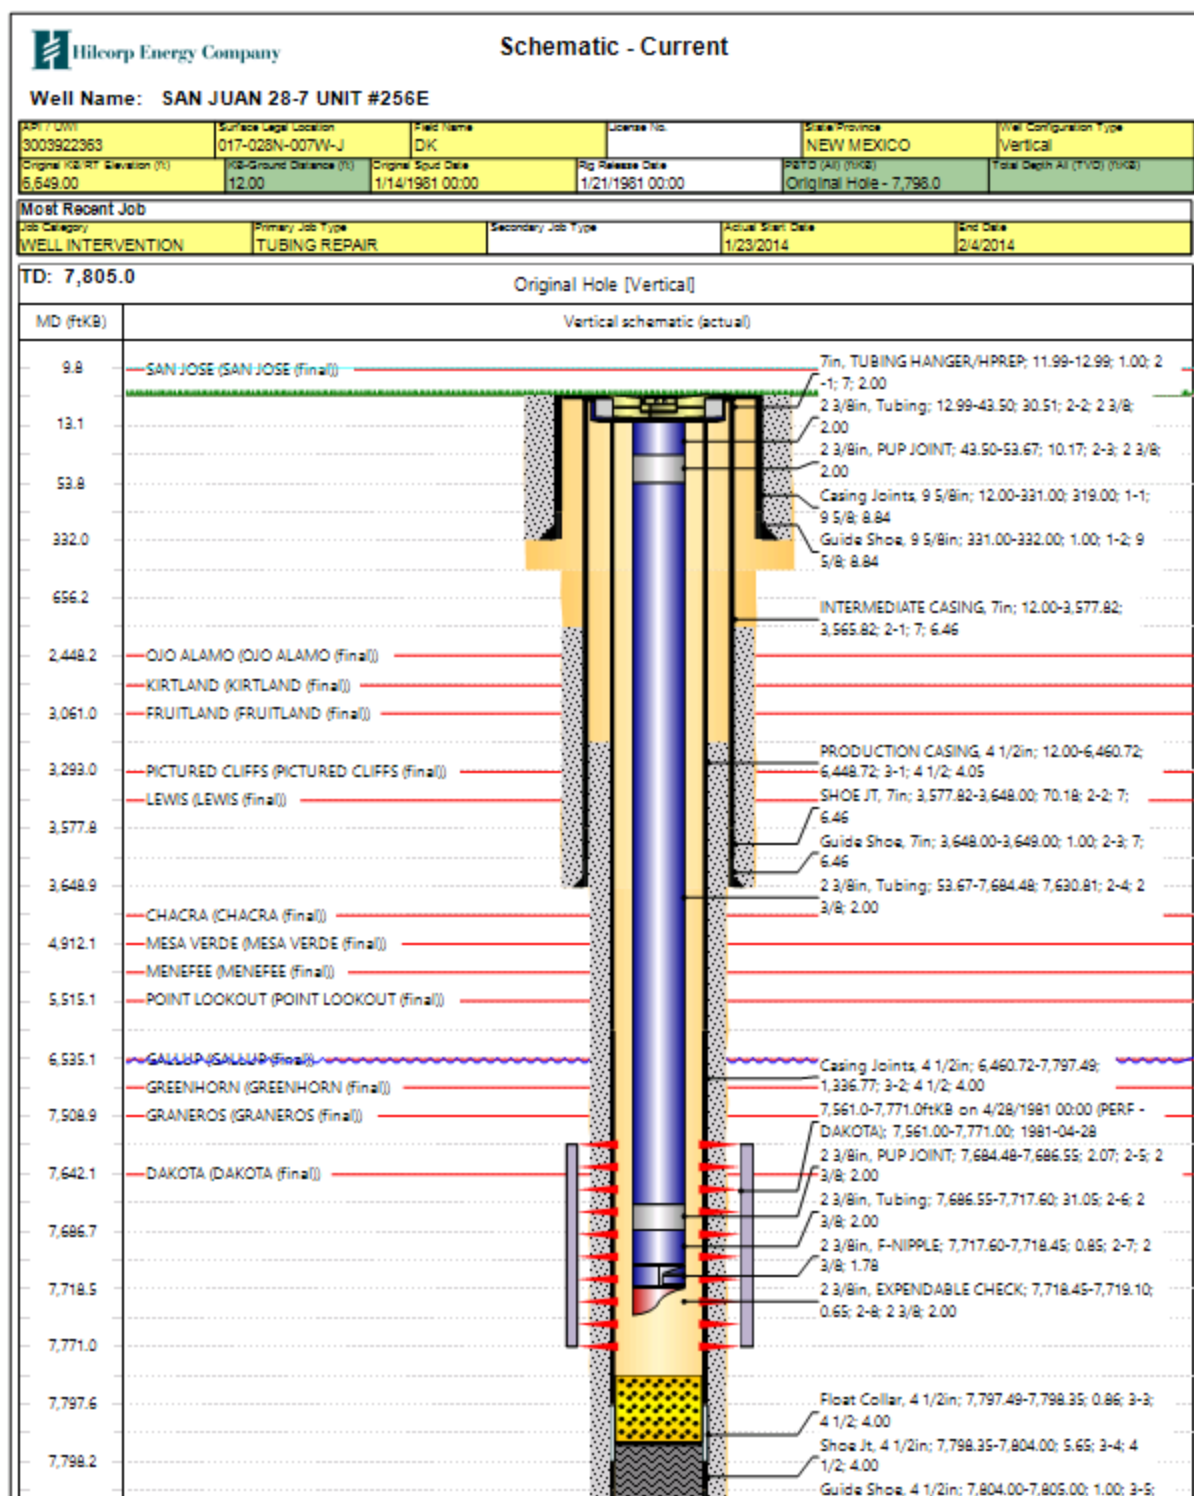 Hilcorp Energy Company
Schematic - Current
Well Name: SAN JUAN 28-7 UNIT #256E
API / UWI
3003922363
Surface Legal Location
017-028N-007W-J
Field Name
DK
License No.
State/Province
NEW MEXICO
Well Configuration Type
Vertical
Original KB/RT Elevation (ft)
6,649.00
KB-Ground Distance (ft)
12.00
Original Spud Date
1/14/1981 00:00
Rig Release Date
1/21/1981 00:00
PBTD (All) (ftKB)
Original Hole - 7,798.0
Total Depth All (TVD) (ftKB)
Most Recent Job
Job Category
WELL INTERVENTION
Primary Job Type
TUBING REPAIR
Secondary Job Type
Actual Start Date
1/23/2014
End Date
2/4/2014
TD: 7,805.0
Original Hole [Vertical]
MD (ftKB)
Vertical schematic (actual)
9.8
SAN JOSE (SAN JOSE (final))
7in, TUBING HANGER/HPREP; 11.99-12.99; 1.00; 2
-1; 7; 2.00
2 3/8in, Tubing; 12.99-43.50; 30.51; 2-2; 2 3/8;
2.00
13.1
2 3/8in, PUP JOINT; 43.50-53.67; 10.17; 2-3; 2 3/8;
2.00
53.8
Casing Joints, 9 5/8in; 12.00-331.00; 319.00; 1-1;
9 5/8; 8.84
332.0
Guide Shoe, 9 5/8in; 331.00-332.00; 1.00; 1-2; 9
5/8; 8.84
656.2
INTERMEDIATE CASING, 7in; 12.00-3,577.82;
3,565.82; 2-1; 7; 6.46
2,448.2
OJO ALAMO (OJO ALAMO (final))
KIRTLAND (KIRTLAND (final))
3,061.0
FRUITLAND (FRUITLAND (final))
PRODUCTION CASING, 4 1/2in; 12.00-6,460.72;
6,448.72; 3-1; 4 1/2; 4.05
3,293.0
PICTURED CLIFFS (PICTURED CLIFFS (final))
LEWIS (LEWIS (final))
SHOE JT, 7in; 3,577.82-3,648.00; 70.18; 2-2; 7;
6.46
3,577.8
Guide Shoe, 7in; 3,648.00-3,649.00; 1.00; 2-3; 7;
6.46
3,648.9
2 3/8in, Tubing; 53.67-7,684.48; 7,630.81; 2-4; 2
3/8; 2.00
CHACRA (CHACRA (final))
4,912.1
MESA VERDE (MESA VERDE (final))
MENEFEE (MENEFEE (final))
5,515.1
POINT LOOKOUT (POINT LOOKOUT (final))
6,535.1
GALLUP (GALLUP (final))
Casing Joints, 4 1/2in; 6,460.72-7,797.49;
1,336.77; 3-2; 4 1/2; 4.00
GREENHORN (GREENHORN (final))
7,508.9
GRANEROS (GRANEROS (final))
7,561.0-7,771.0ftKB on 4/28/1981 00:00 (PERF -
DAKOTA); 7,561.00-7,771.00; 1981-04-28
7,642.1
DAKOTA (DAKOTA (final))
2 3/8in, PUP JOINT; 7,684.48-7,686.55; 2.07; 2-5; 2
3/8; 2.00
2 3/8in, Tubing; 7,686.55-7,717.60; 31.05; 2-6; 2
3/8; 2.00
7,686.7
2 3/8in, F-NIPPLE; 7,717.60-7,718.45; 0.85; 2-7; 2
3/8; 1.78
7,718.5
2 3/8in, EXPENDABLE CHECK; 7,718.45-7,719.10;
0.65; 2-8; 2 3/8; 2.00
7,771.0
7,797.6
Float Collar, 4 1/2in; 7,797.49-7,798.35; 0.86; 3-3;
4 1/2; 4.00
7,798.2
Shoe Jt, 4 1/2in; 7,798.35-7,804.00; 5.65; 3-4; 4
1/2; 4.00
Guide Shoe, 4 1/2in; 7,804.00-7,805.00; 1.00; 3-5;